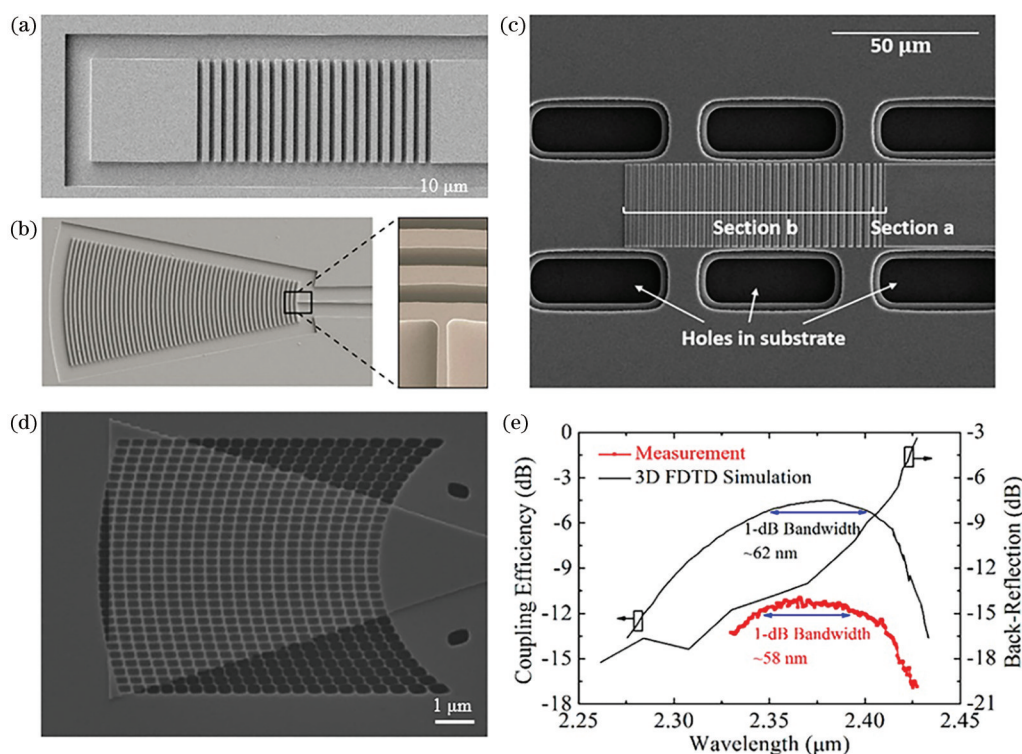 (a)
10 μm
(b)
(c)
50 μm
Section b
Section a
Holes in substrate
(d)
1 μm
(e)
Measurement
3D FDTD Simulation
1-dB Bandwidth
~62 nm
1-dB Bandwidth
~58 nm
Coupling Efficiency (dB)
0
-3
-6
-9
-12
-15
-18
Back-Reflection (dB)
-3
-6
-9
-12
-15
-18
-21
2.25 2.30 2.35 2.40 2.45
Wavelength (μm)